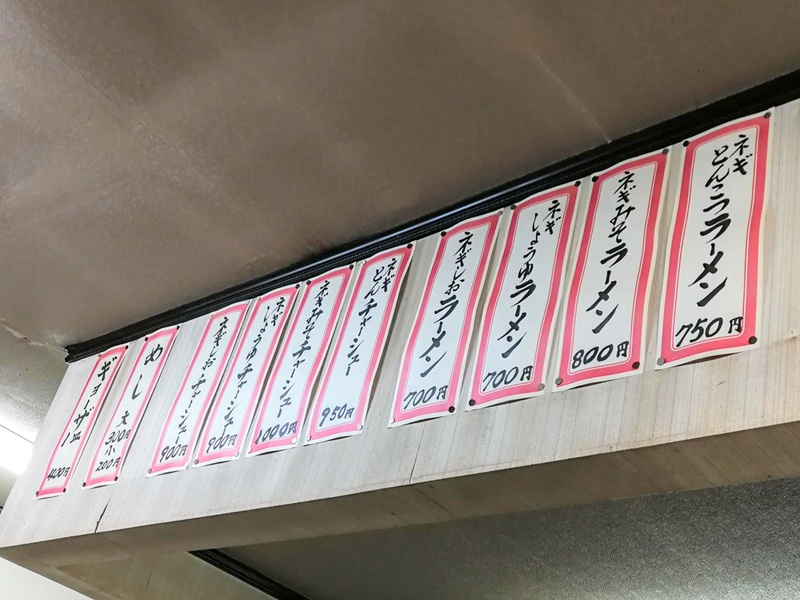 ネギ
とんこつラーメン
750円
ネギみそラーメン
800円
ネギ
しょうゆラーメン
700円
ネギしおラーメン
700円
ネギ
とんチャーシュー
950円
ネギみそチャーシュー
1000円
ネギ
しょうゆチャーシュー
900円
ネギしおチャーシュー
900円
めし
大
300円
小
200円
ギョーザ
400円